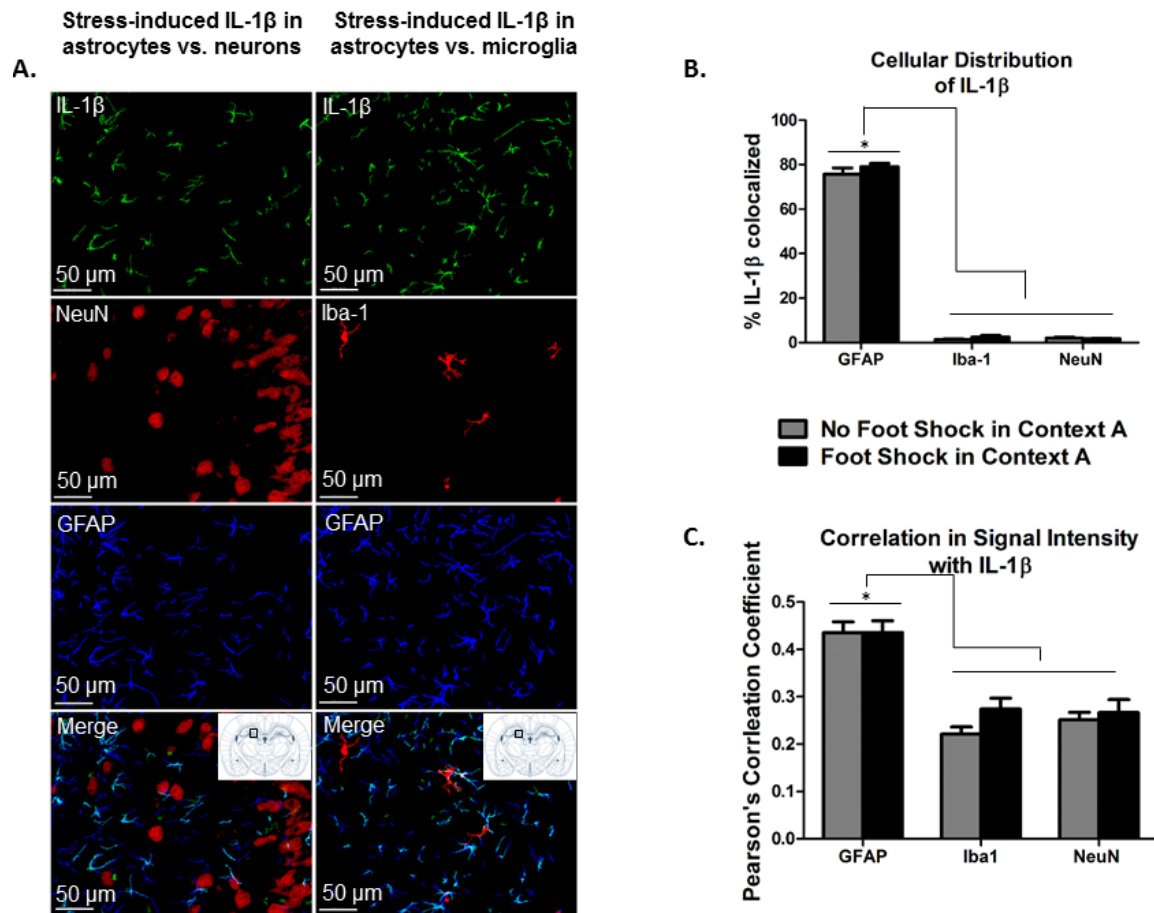 Stress-induced IL-1β in
astrocytes vs. neurons
Stress-induced IL-1β in
astrocytes vs. microglia
A.
IL-1β
50 µm
IL-1β
50 µm
NeuN
50 µm
Iba-1
50 µm
GFAP
50 µm
GFAP
50 µm
Merge
50 µm
Merge
50 µm
B.
Cellular Distribution
of IL-1β
% IL-1β colocalized
100
80
60
40
20
0
*
GFAP
Iba-1
NeuN
No Foot Shock in Context A
Foot Shock in Context A
C.
Correlation in Signal Intensity
with IL-1β
Pearson's Corrleation Coefficient
0.5
0.4
0.3
0.2
0.1
0.0
*
GFAP
Iba1
NeuN